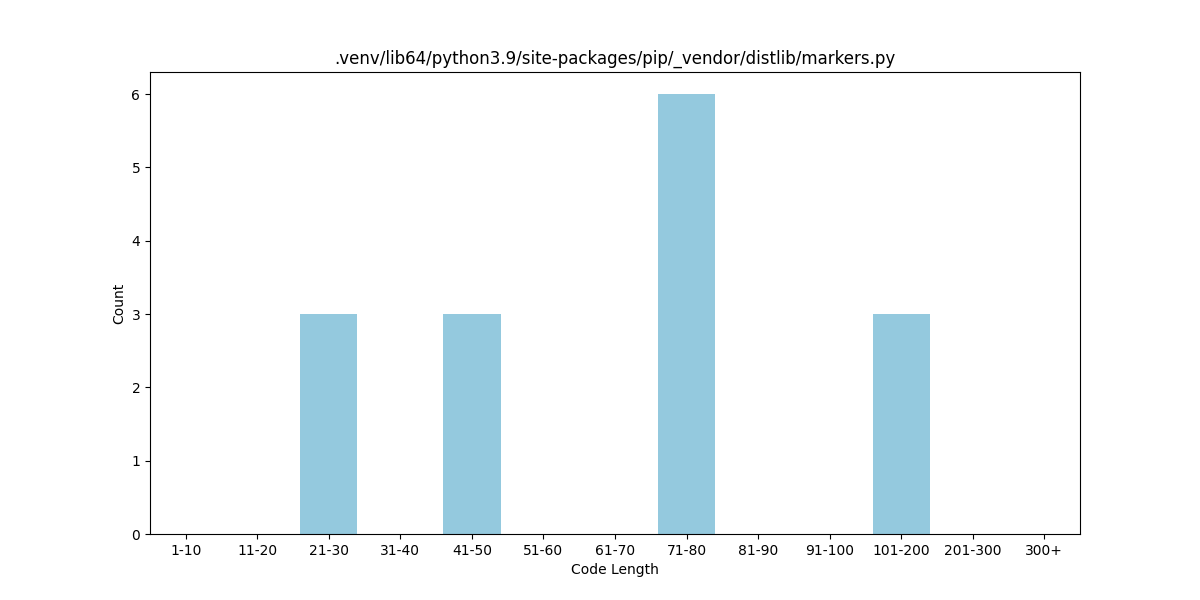 .venv/lib64/python3.9/site-packages/pip/_vendor/distlib/markers.py
6
5
4
3
2
1
0
Count
1-10 11-20 21-30 31-40 41-50 51-60 61-70 71-80 81-90 91-100 101-200 201-300 300+
Code Length